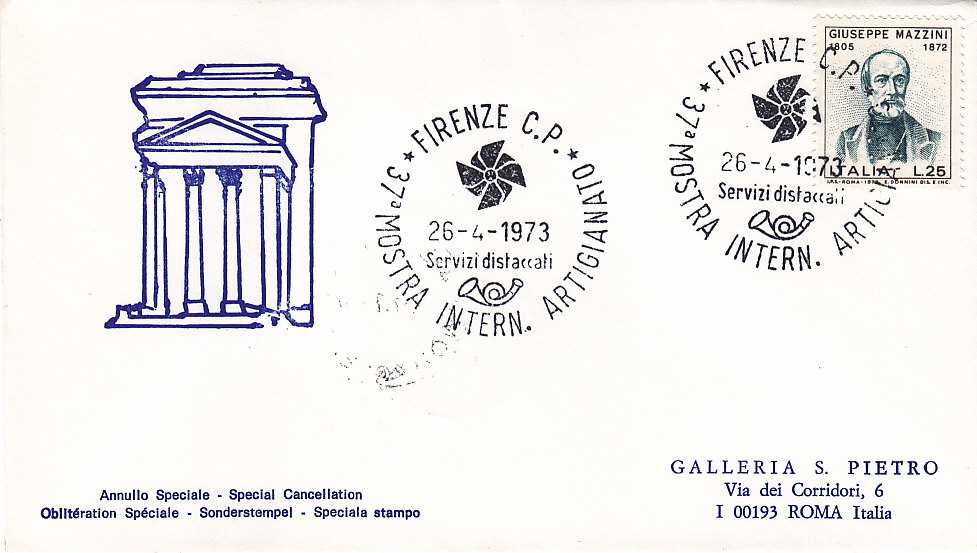 GIUSEPPE MAZZINI
1805 1872
ITALIA L.25
★ FIRENZE C.P. ★
37ª MOSTRA INTERN. ARTIGIANATO
26-4-1973
Servizi distaccati
★ FIRENZE C.P.
37ª MOSTRA INTERN.
26-4-1973
Servizi distaccati
Annullo Speciale - Special Cancellation
Oblitération Spéciale - Sonderstempel - Speciala stampo
GALLERIA S. PIETRO
Via dei Corridori, 6
I 00193 ROMA Italia